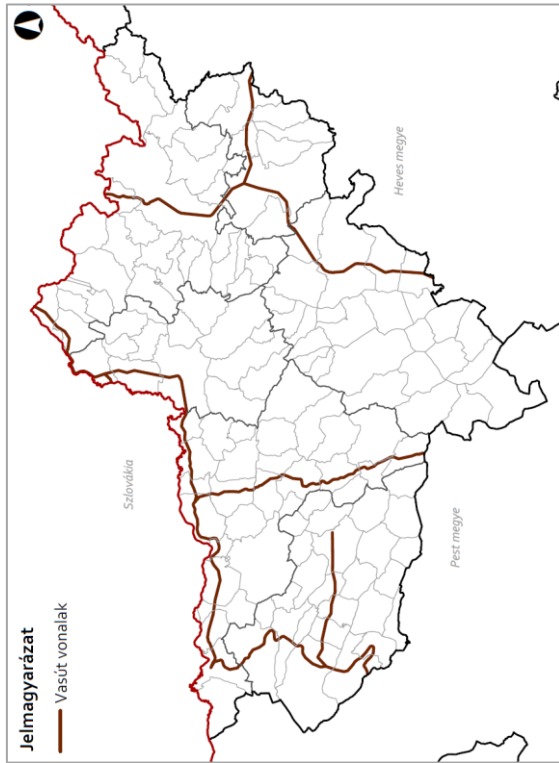 Jelmagyarázat
Vasút vonalak
Szlovákia
Heves megye
Pest megye